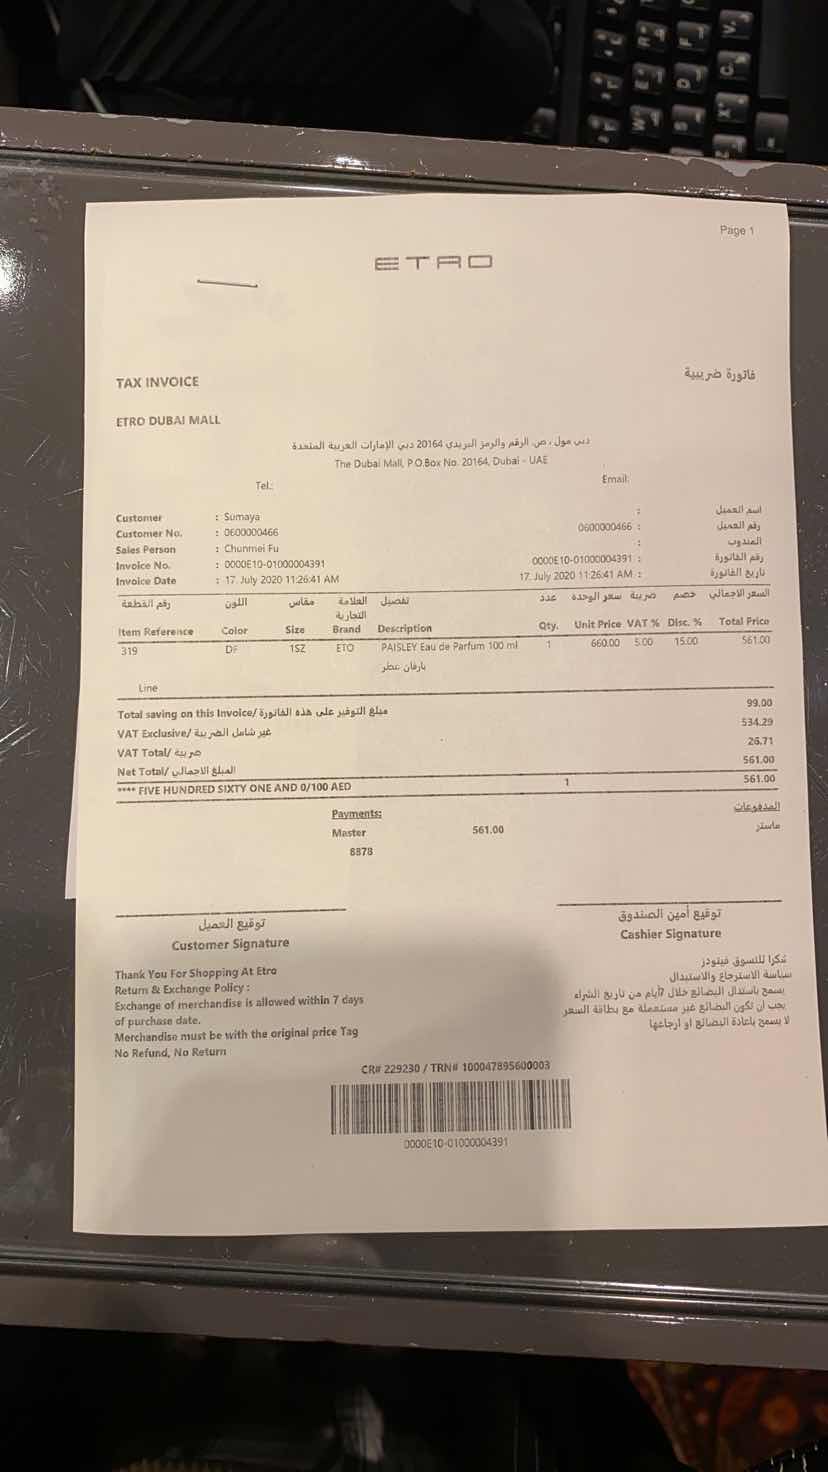 Page 1
ETRO
TAX INVOICE فاتورة ضريبية
ETRO DUBAI MALL
دبي مول ، ص. الرقم والرمز البريدي 20164 دبي الإمارات العربية المتحدة
The Dubai Mall, P.O.Box No. 20164, Dubai - UAE
Tel.: Email:
Customer : Sumaya : اسم العميل
Customer No. : 0600000466 0600000466 : رقم العميل
Sales Person : Chunmei Fu : المندوب
Invoice No. : 0000E10-01000004391 0000E10-01000004391 : رقم الفاتورة
Invoice Date : 17. July 2020 11:26:41 AM 17. July 2020 11:26:41 AM : تاريخ الفاتورة
رقم القطعة اللون مقاس العلامة التجارية تفصيل عدد سعر الوحده ضريبة خصم السعر الاجمالي
Item Reference Color Size Brand Description Qty. Unit Price VAT % Disc. % Total Price
319 DF 1SZ ETO PAISLEY Eau de Parfum 100 ml 1 660.00 5.00 15.00 561.00
بارفان عطر
Line
Total saving on this Invoice/ مبلغ التوفير على هذه الفاتورة 99.00
VAT Exclusive/ غير شامل الضريبة 534.29
VAT Total/ ضريبة 26.71
Net Total/ المبلغ الاجمالي 561.00
**** FIVE HUNDRED SIXTY ONE AND 0/100 AED 1 561.00
Payments: المدفوعات
Master 561.00 ماستر
8878
توقيع العميل توقيع أمين الصندوق
Customer Signature Cashier Signature
Thank You For Shopping At Etro
Return & Exchange Policy :
Exchange of merchandise is allowed within 7 days
of purchase date.
Merchandise must be with the original price Tag
No Refund, No Return
شكرا للتسوق فيتودز
سياسة الاسترجاع والاستبدال
يسمح باستدال البضائع خلال 7أيام من تاريخ الشراء
يجب ان تكون البضائع غير مستعملة مع بطاقة السعر
لا يسمح باعادة البضائع او ارجاعها
CR# 229230 / TRN# 100047895600003
0000E10-01000004391